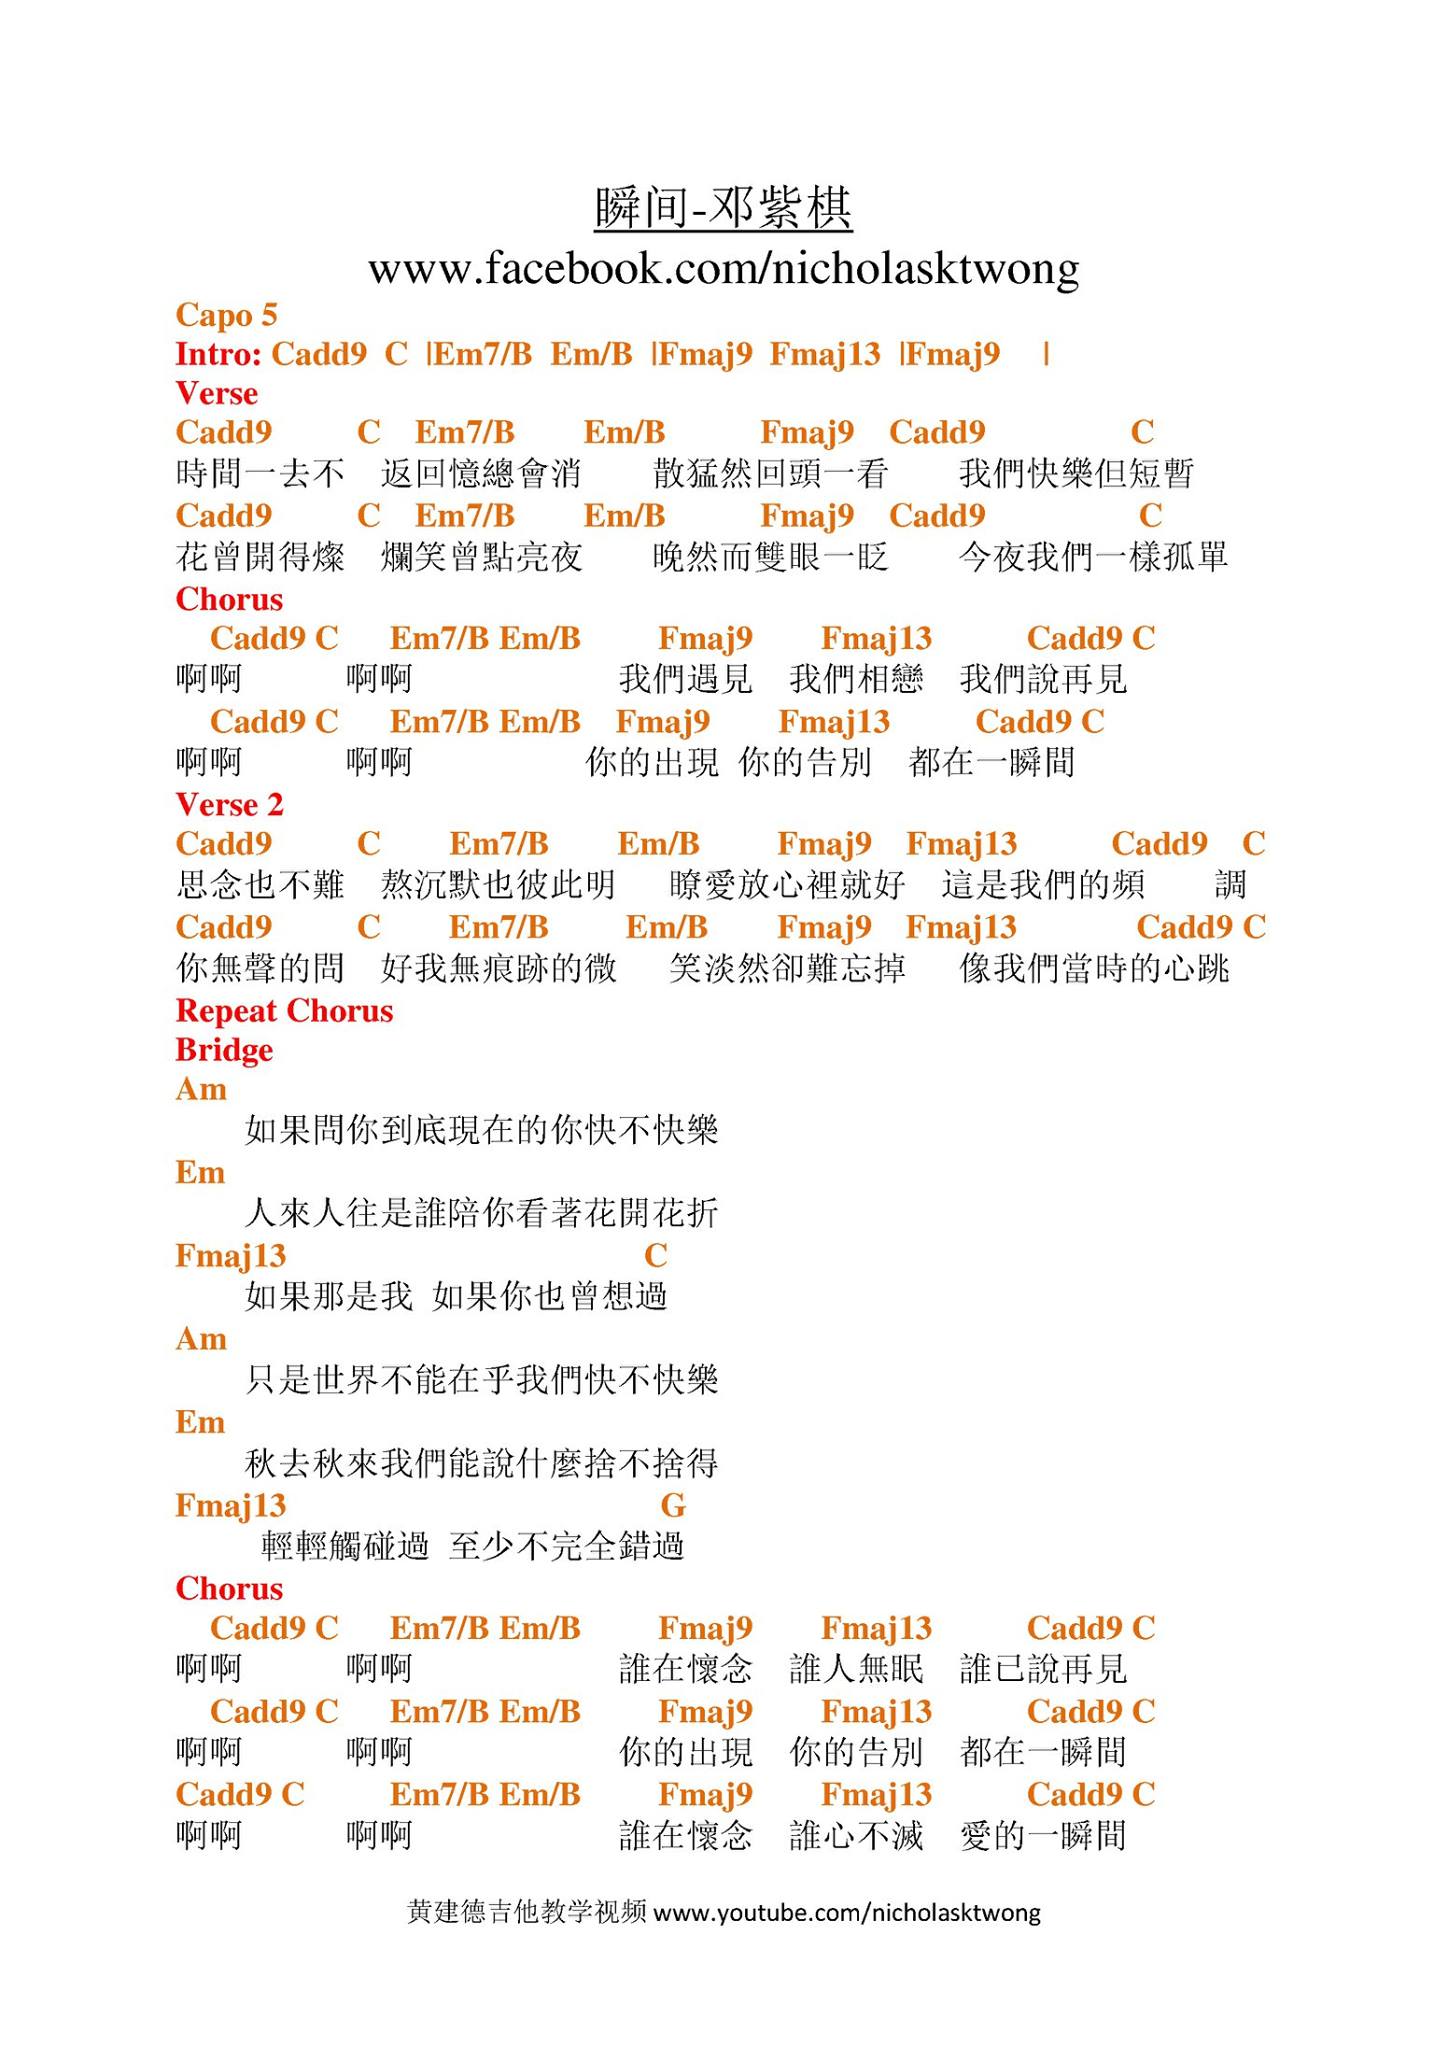 瞬间-邓紫棋
www.facebook.com/nicholasktwong
Capo 5
Intro: Cadd9 C |Em7/B Em/B |Fmaj9 Fmaj13 |Fmaj9 |
Verse
Cadd9 C Em7/B Em/B Fmaj9 Cadd9 C
時間一去不 返回憶總會消 散猛然回頭一看 我們快樂但短暫
Cadd9 C Em7/B Em/B Fmaj9 Cadd9 C
花曾開得燦 爛笑曾點亮夜 晚然而雙眼一眨 今夜我們一樣孤單
Chorus
Cadd9 C Em7/B Em/B Fmaj9 Fmaj13 Cadd9 C
啊啊 啊啊 我們遇見 我們相戀 我們說再見
Cadd9 C Em7/B Em/B Fmaj9 Fmaj13 Cadd9 C
啊啊 啊啊 你的出現 你的告別 都在一瞬間
Verse 2
Cadd9 C Em7/B Em/B Fmaj9 Fmaj13 Cadd9 C
思念也不難 熬沉默也彼此明 瞭愛放心裡就好 這是我們的頻 調
Cadd9 C Em7/B Em/B Fmaj9 Fmaj13 Cadd9 C
你無聲的問 好我無痕跡的微 笑淡然卻難忘掉 像我們當時的心跳
Repeat Chorus
Bridge
Am
如果問你到底現在的你快不快樂
Em
人來人往是誰陪你看著花開花折
Fmaj13 C
如果那是我 如果你也曾想過
Am
只是世界不能在乎我們快不快樂
Em
秋去秋來我們能說什麼捨不捨得
Fmaj13 G
輕輕觸碰過 至少不完全錯過
Chorus
Cadd9 C Em7/B Em/B Fmaj9 Fmaj13 Cadd9 C
啊啊 啊啊 誰在懷念 誰人無眠 誰已說再見
Cadd9 C Em7/B Em/B Fmaj9 Fmaj13 Cadd9 C
啊啊 啊啊 你的出現 你的告別 都在一瞬間
Cadd9 C Em7/B Em/B Fmaj9 Fmaj13 Cadd9 C
啊啊 啊啊 誰在懷念 誰心不滅 愛的一瞬間
黄建德吉他教学视频 www.youtube.com/nicholasktwong